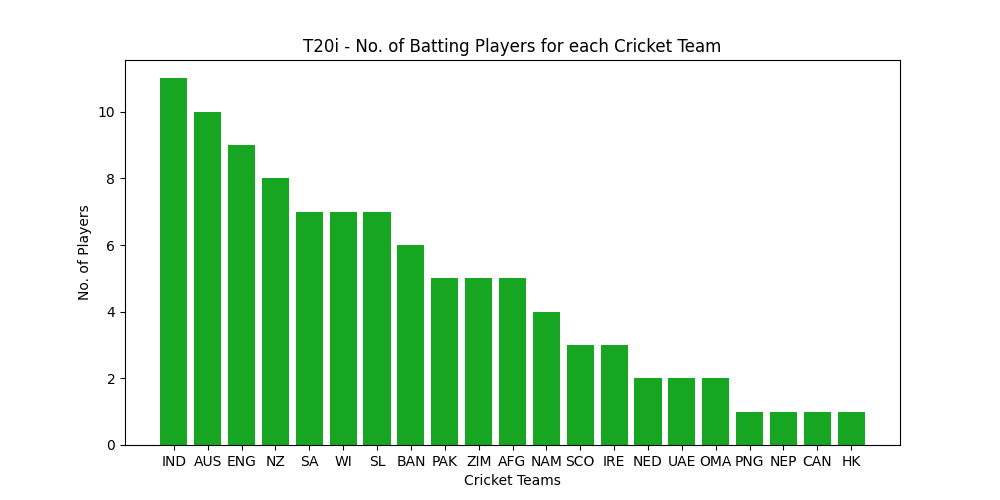 T20i - No. of Batting Players for each Cricket Team
No. of Players
10
8
6
4
2
0
IND AUS ENG NZ SA WI SL BAN PAK ZIM AFG NAM SCO IRE NED UAE OMA PNG NEP CAN HK
Cricket Teams